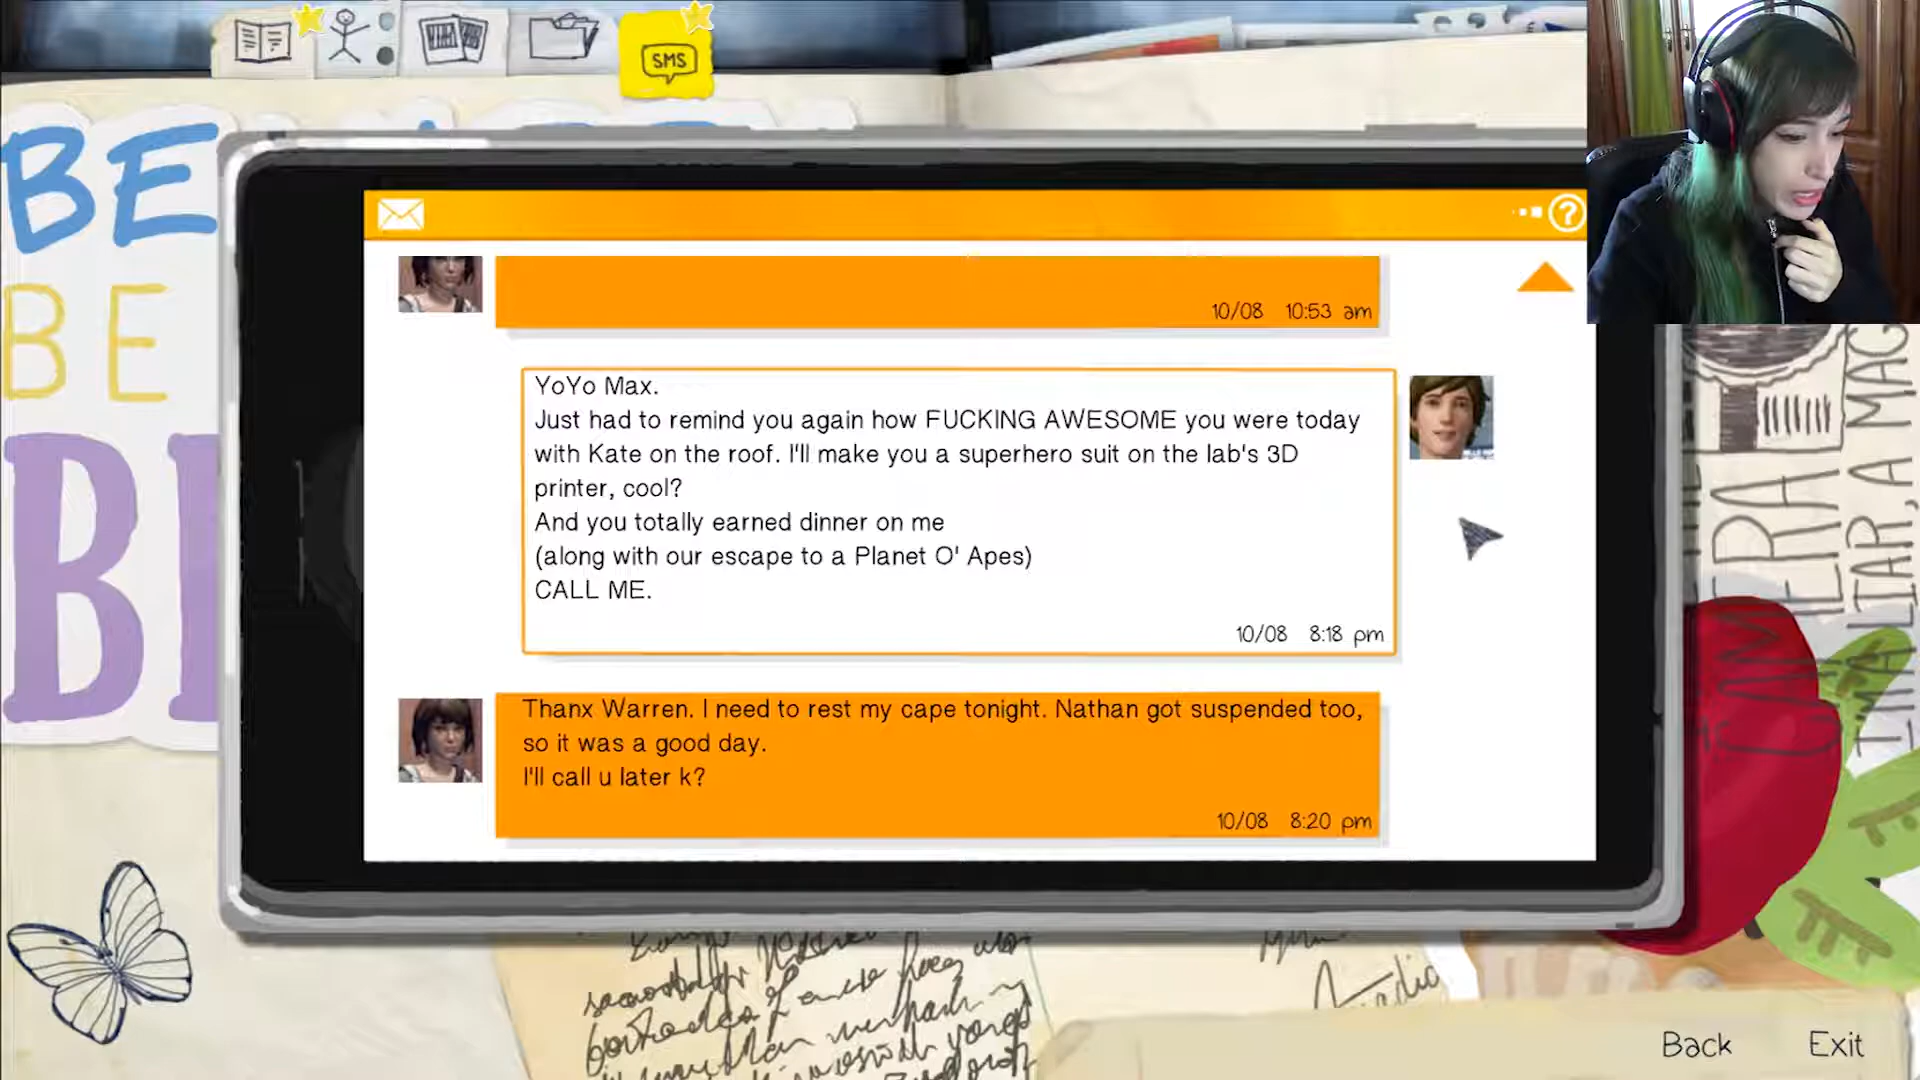 SMS
BE
BE
10/08 10:53 am
YoYo Max.
Just had to remind you again how FUCKING AWESOME you were today
with Kate on the roof. I'll make you a superhero suit on the lab's 3D
printer, cool?
And you totally earned dinner on me
(along with our escape to a Planet O' Apes)
CALL ME.
10/08 8:18 pm
Thanx Warren. I need to rest my cape tonight. Nathan got suspended too,
so it was a good day.
I'll call u later k?
10/08 8:20 pm
Back Exit